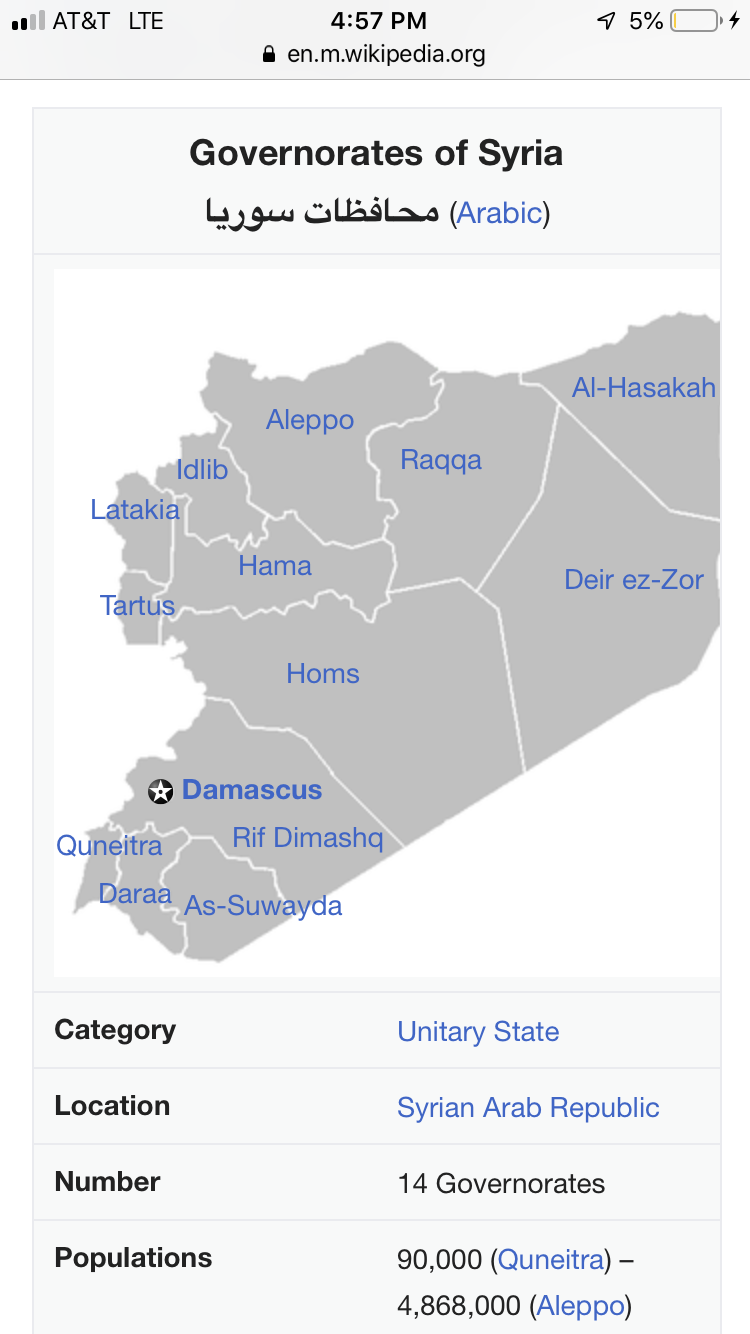 AT&T LTE 4:57 PM 5%
en.m.wikipedia.org
Governorates of Syria
محافظات سوريا (Arabic)
Al-Hasakah
Aleppo
Raqqa
Idlib
Latakia
Hama
Deir ez-Zor
Tartus
Homs
Damascus
Rif Dimashq
Quneitra
Daraa
As-Suwayda
Category Unitary State
Location Syrian Arab Republic
Number 14 Governorates
Populations 90,000 (Quneitra) –
4,868,000 (Aleppo)